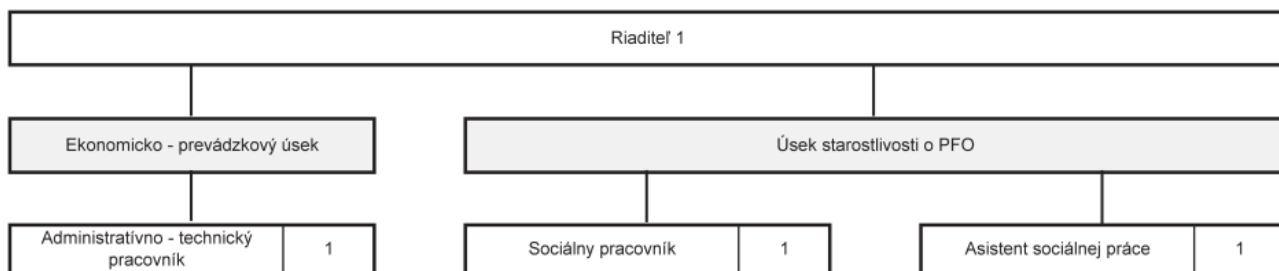 Riaditeľ 1
Ekonomicko - prevádzkový úsek
Úsek starostlivosti o PFO
Administratívno - technický
pracovník
1
Sociálny pracovník
1
Asistent sociálnej práce
1